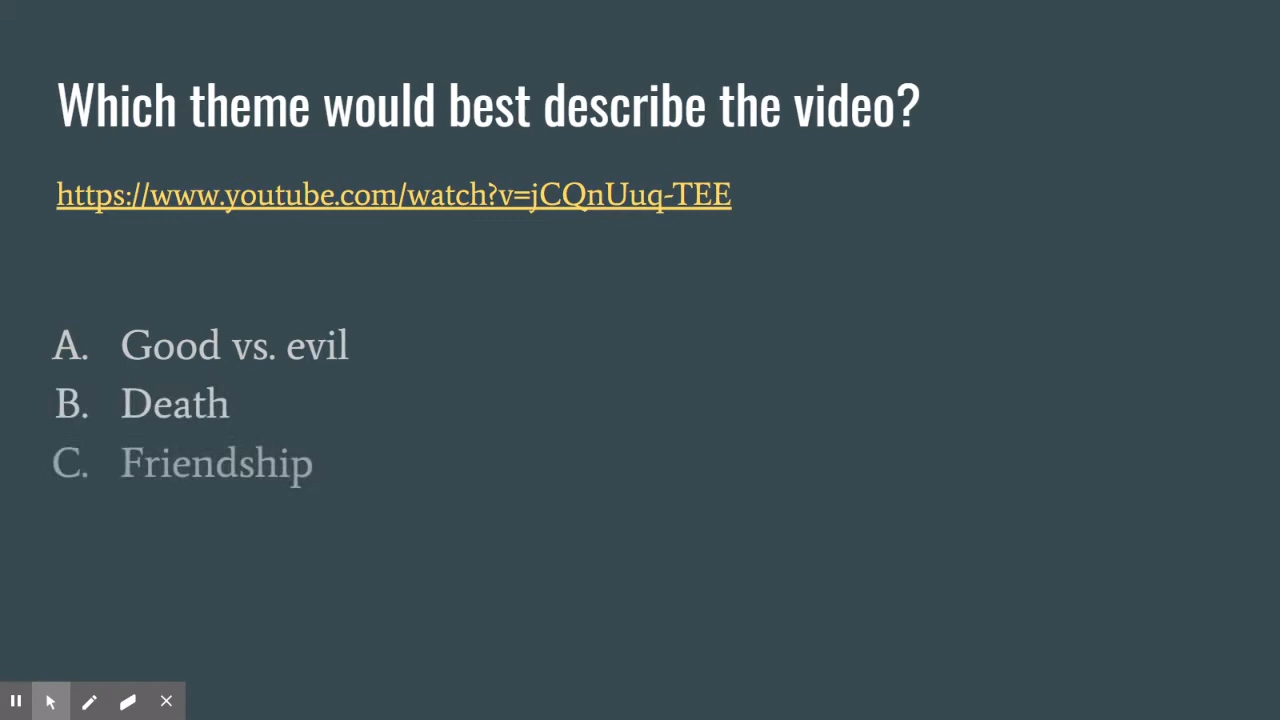 Which theme would best describe the video?
https://www.youtube.com/watch?v=jCQnUuq-TEE
A. Good vs. evil
B. Death
C. Friendship